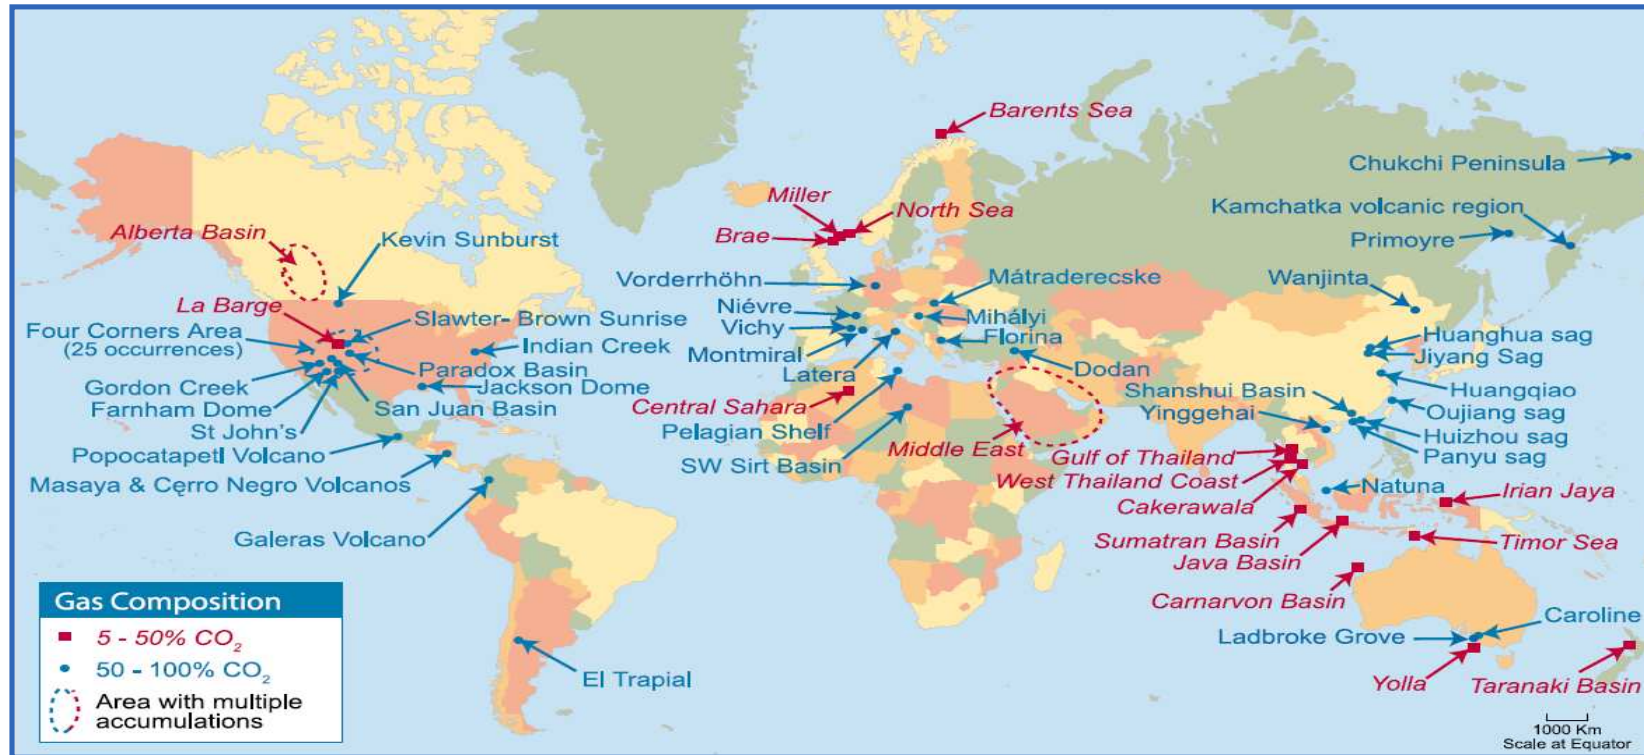 Barents Sea
Chukchi Peninsula
Miller
North Sea
Kamchatka volcanic region
Alberta Basin
Kevin Sunburst
Brae
Primoyre
Vorderrhöhn
Mátraderecske
Wanjinta
La Barge
Niévre
Slawter- Brown Sunrise
Vichy
Mihályi
Four Corners Area
(25 occurrences)
Huanghua sag
Indian Creek
Florina
Jiyang Sag
Montmiral
Paradox Basin
Latera
Dodan
Gordon Creek
Jackson Dome
Shanshui Basin
Huangqiao
Farnham Dome
San Juan Basin
Central Sahara
Yinggehai
Oujiang sag
St John's
Pelagian Shelf
Huizhou sag
Popocatapetl Volcano
Middle East
Gulf of Thailand
Panyu sag
SW Sirt Basin
West Thailand Coast
Masaya & Cęrro Negro Volcanos
Natuna
Irian Jaya
Cakerawala
Galeras Volcano
Sumatran Basin
Timor Sea
Java Basin
Carnarvon Basin
Gas Composition
5 - 50% CO₂
50 - 100% CO₂
Area with multiple
accumulations
Caroline
Ladbroke Grove
El Trapial
Yolla
Taranaki Basin
1000 Km
Scale at Equator